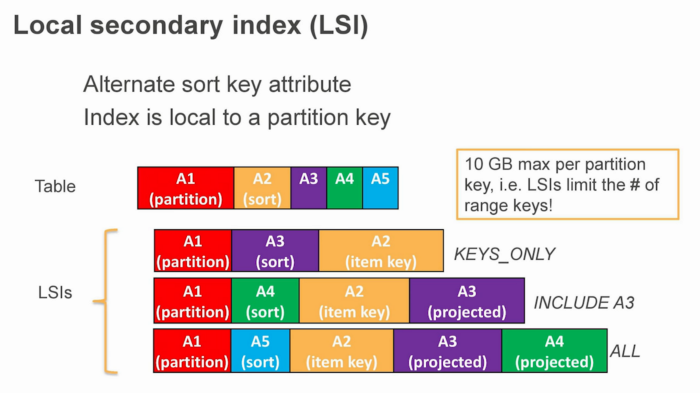 Local secondary index (LSI)
Alternate sort key attribute
Index is local to a partition key
10 GB max per partition
key, i.e. LSIs limit the # of
range keys!
Table
A1 A2 A3 A4 A5
(partition) (sort)
A1 A3 A2
(partition) (sort) (item key)
KEYS_ONLY
LSIs
A1 A4 A2 A3
(partition) (sort) (item key) (projected)
INCLUDE A3
A1 A5 A2 A3 A4
(partition) (sort) (item key) (projected) (projected)
ALL